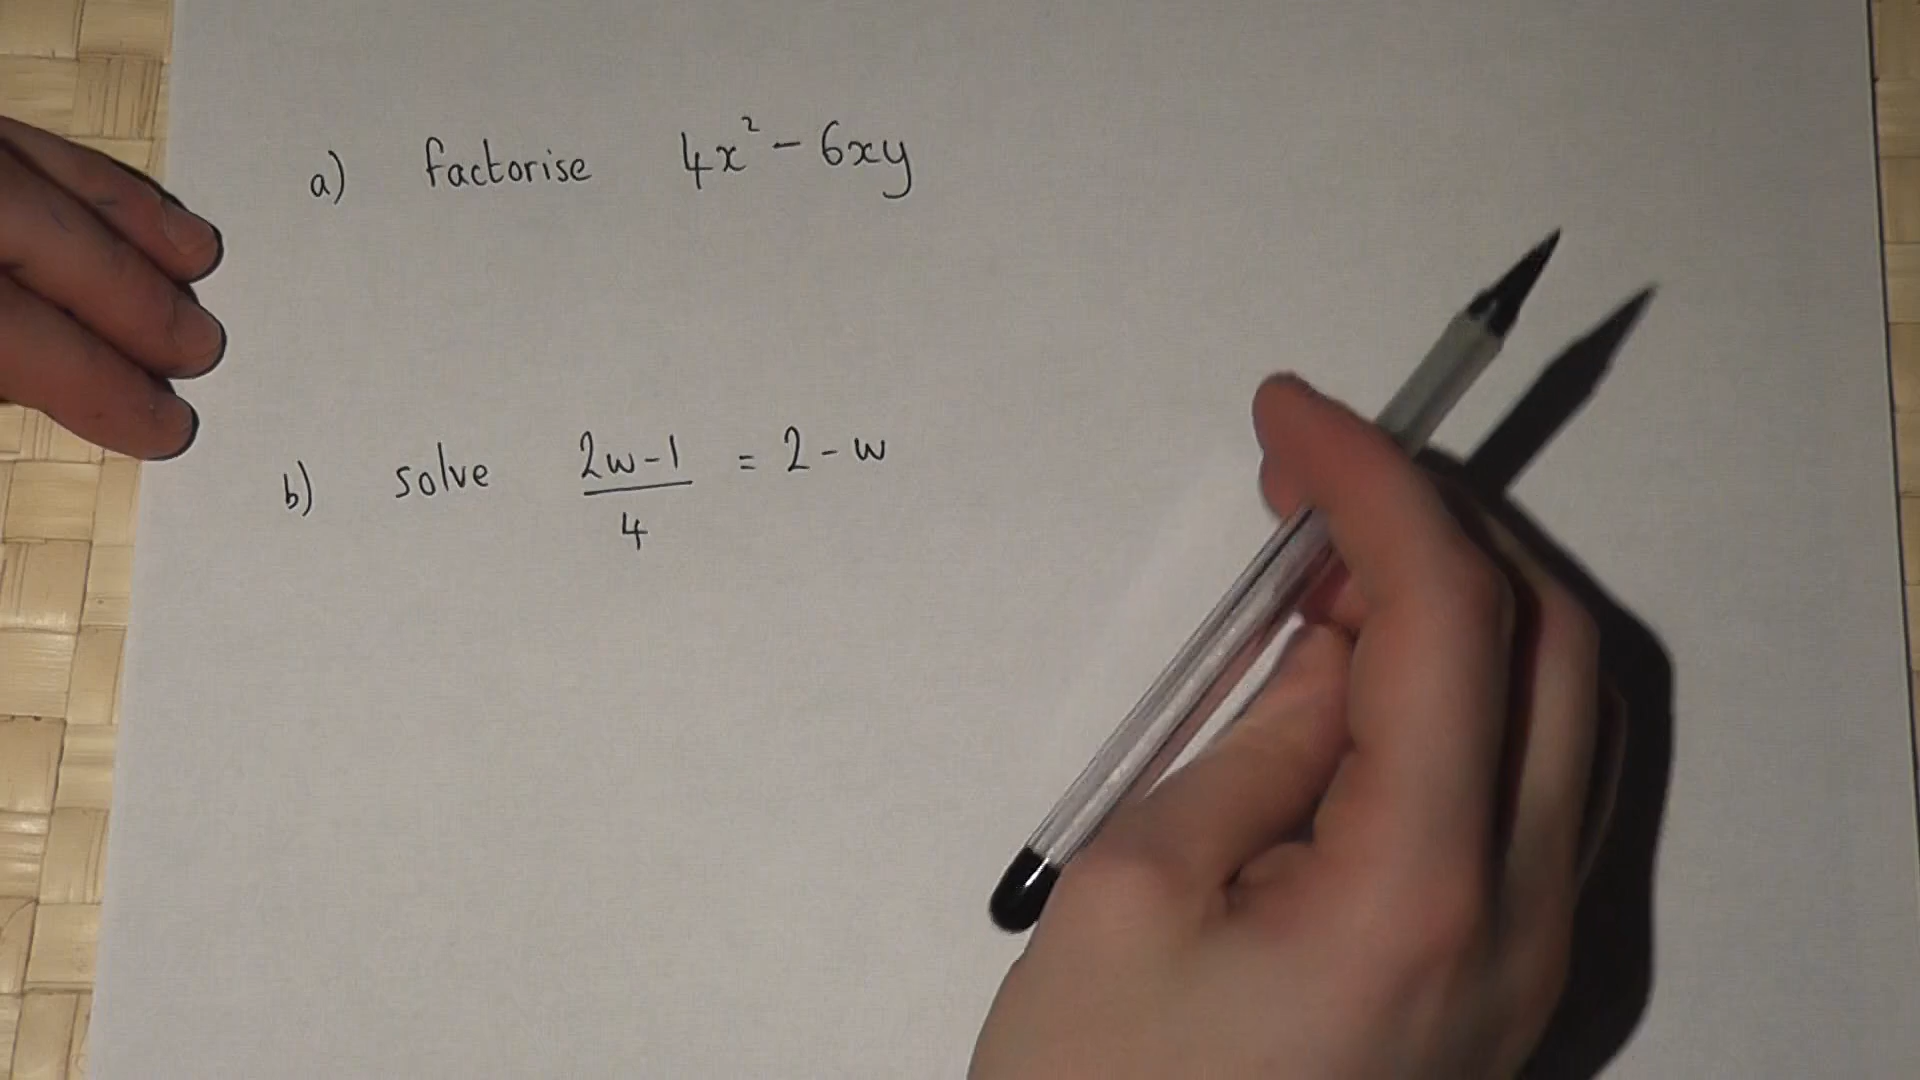 a) factorise 4x² - 6xy
b) solve (2w-1)/4 = 2 - w